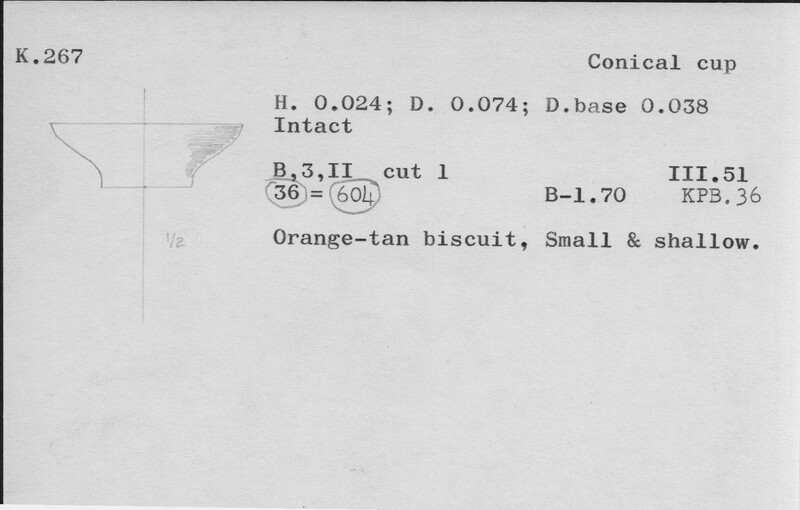 K.267
Conical cup
H. 0.024; D. 0.074; D.base 0.038
Intact
B,3,II cut 1 III.51
36 = 604 B-1.70 KPB.36
1/2
Orange-tan biscuit, Small & shallow.